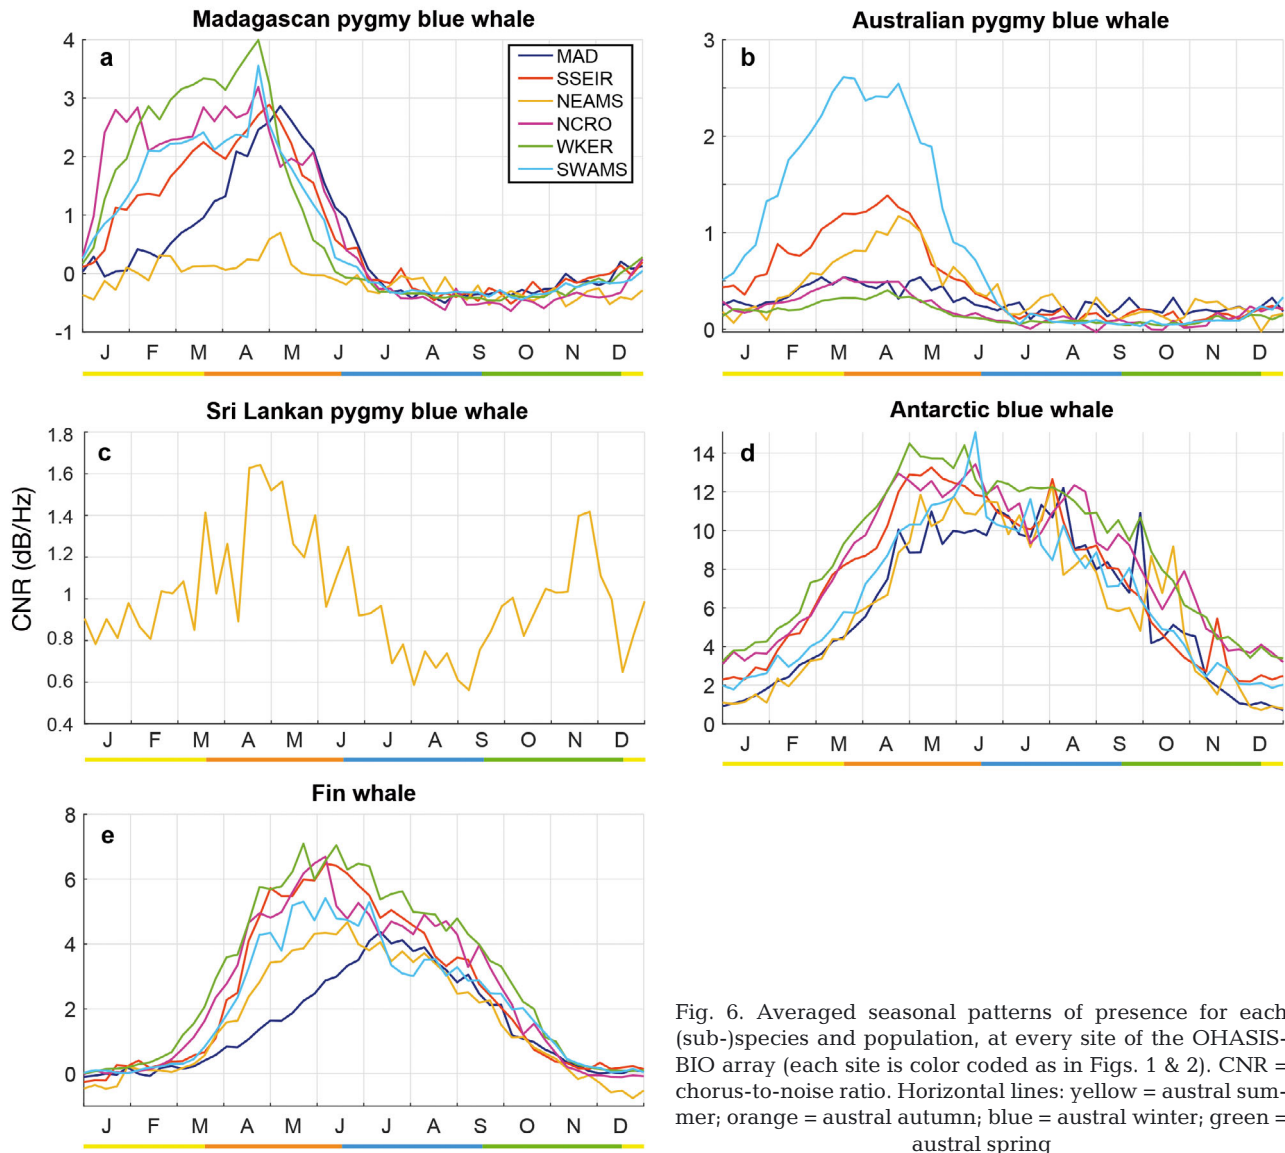 Madagascan pygmy blue whale
a
4
3
2
1
0
-1
MAD
SSEIR
NEAMS
NCRO
WKER
SWAMS
J F M A M J J A S O N D
Australian pygmy blue whale
b
3
2.5
2
1.5
1
0.5
0
J F M A M J J A S O N D
Sri Lankan pygmy blue whale
c
CNR (dB/Hz)
1.8
1.6
1.4
1.2
1
0.8
0.6
0.4
J F M A M J J A S O N D
Antarctic blue whale
d
14
12
10
8
6
4
2
0
J F M A M J J A S O N D
Fin whale
e
8
6
4
2
0
J F M A M J J A S O N D
Fig. 6. Averaged seasonal patterns of presence for each
(sub-)species and population, at every site of the OHASIS-
BIO array (each site is color coded as in Figs. 1 & 2). CNR =
chorus-to-noise ratio. Horizontal lines: yellow = austral sum-
mer; orange = austral autumn; blue = austral winter; green =
austral spring